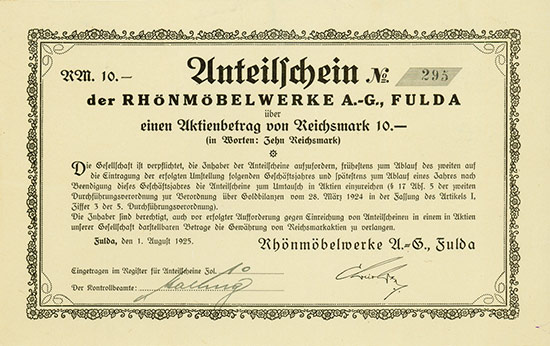 RM. 10.— Anteilschein No. 295
der RHÖNMÖBELWERKE A.-G., FULDA
über
einen Aktienbetrag von Reichsmark 10.—
(in Worten: Zehn Reichsmark)
Die Gesellschaft ist verpflichtet, die Inhaber der Anteilscheine aufzufordern, frühestens zum Ablauf des zweiten auf
die Eintragung der erfolgten Umstellung folgenden Geschäftsjahres und spätestens zum Ablauf eines Jahres nach
Beendigung dieses Geschäftsjahres die Anteilscheine zum Umtausch in Aktien einzureichen (§ 17 Abs. 5 der zweiten
Durchführungsverordnung zur Verordnung über Goldbilanzen vom 28. März 1924 in der Fassung des Artikels I,
Ziffer 3 der 5. Durchführungsverordnung).
Die Inhaber sind berechtigt, auch vor erfolgter Aufforderung gegen Einreichung von Anteilscheinen in einem in Aktien
unserer Gesellschaft darstellbaren Betrage die Gewährung von Reichsmarkaktien zu verlangen.
Fulda, den 1. August 1925.
Rhönmöbelwerke A.-G., Fulda
Eingetragen im Register für Anteilscheine Fol.
Der Kontrollbeamte: